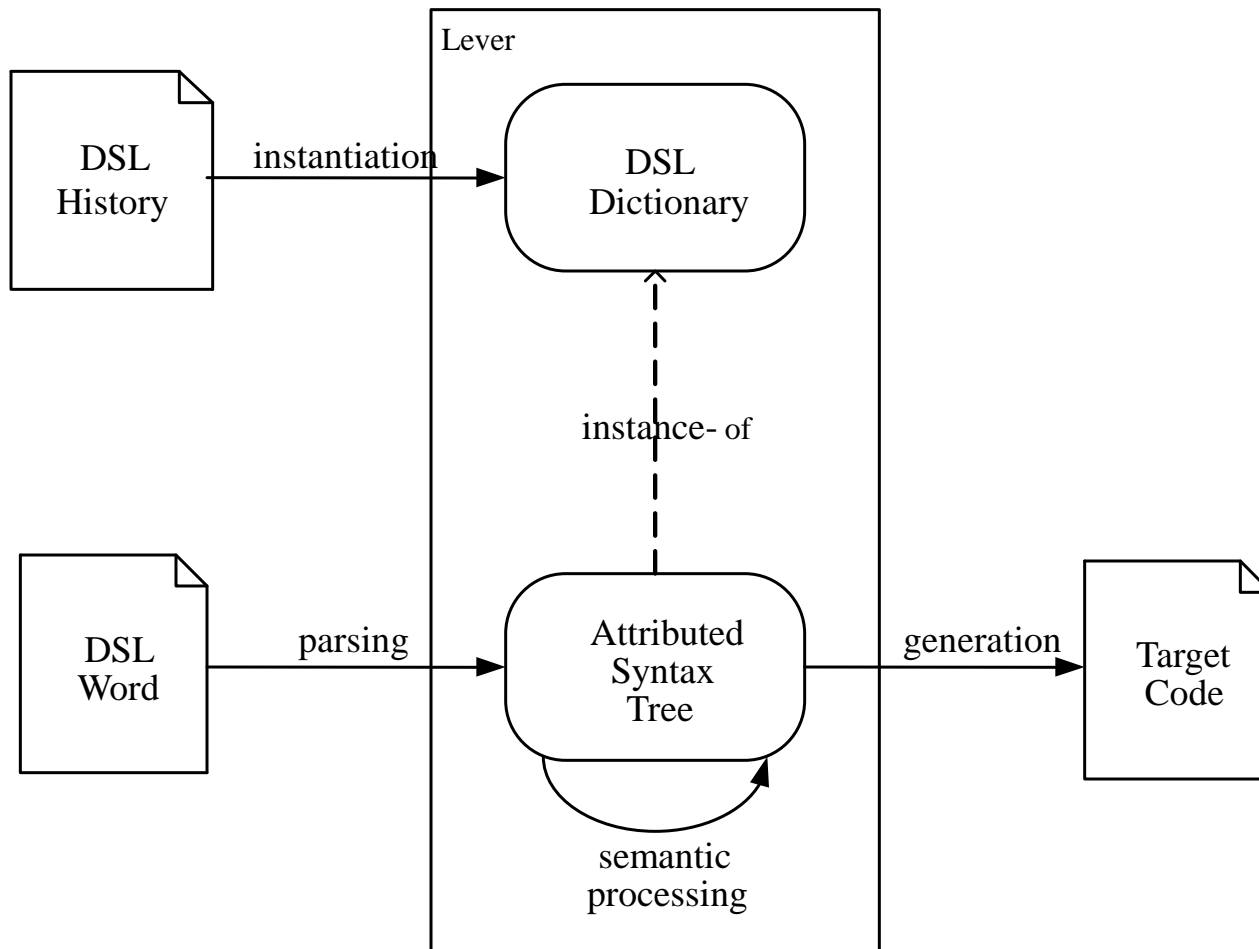 Lever
DSL
History
instantiation
DSL
Dictionary
instance- of
DSL
Word
parsing
Attributed
Syntax
Tree
generation
Target
Code
semantic
processing